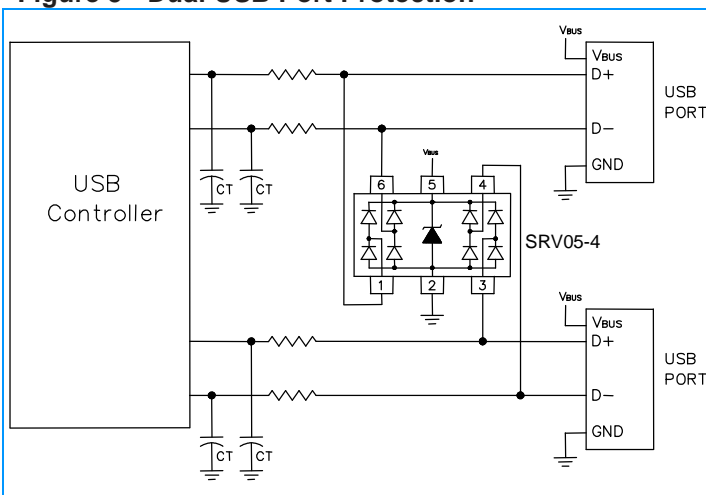 Figure 3 - Dual USB Port Protection
VBUS
VBUS
D+
USB
PORT
D-
GND
CT
CT
USB
Controller
VBUS
6
5
4
SRV05-4
1
2
3
VBUS
VBUS
D+
USB
PORT
D-
GND
CT
CT